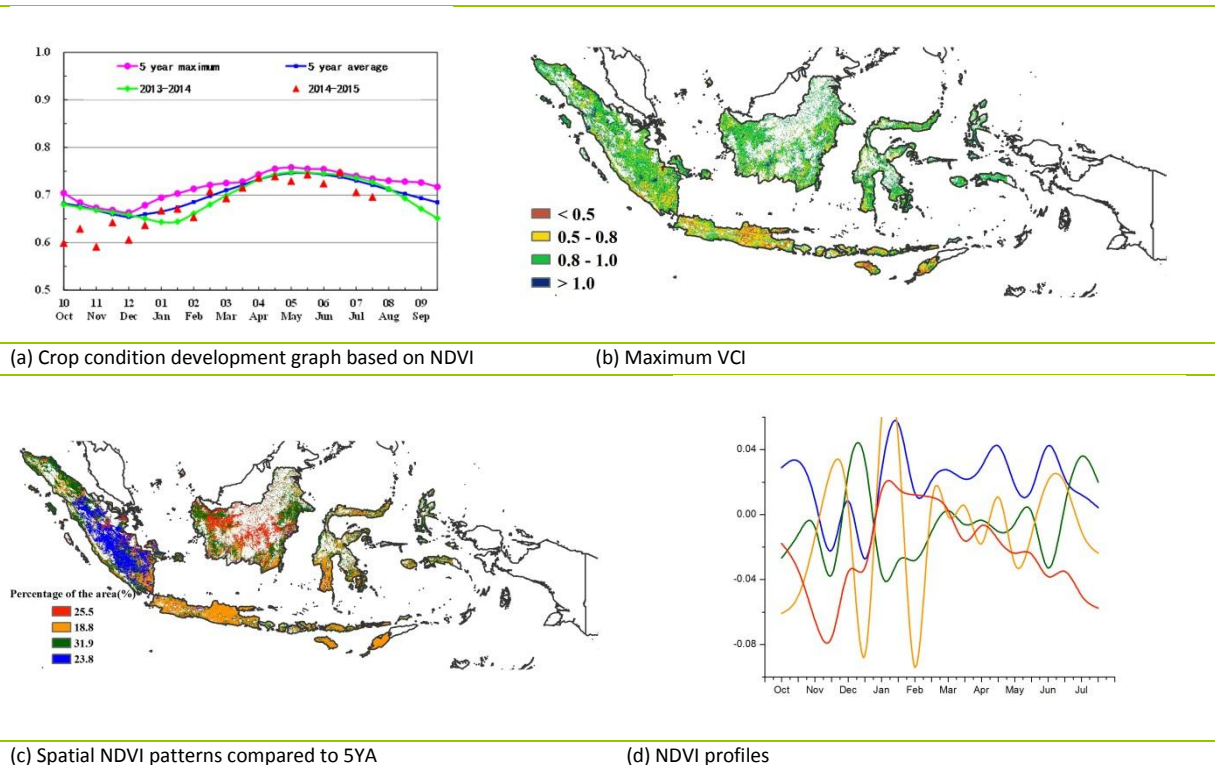 1.0
0.9
0.8
0.7
0.6
0.5
5 year maximum
5 year average
2013-2014
2014-2015
10 11 12 01 02 03 04 05 06 07 08 09
Oct Nov Dec Jan Feb Mar Apr May Jun Jul Aug Sep
< 0.5
0.5 - 0.8
0.8 - 1.0
> 1.0
(a) Crop condition development graph based on NDVI
(b) Maximum VCI
Percentage of the area(%)
25.5
18.8
31.9
23.8
0.04
0.00
-0.04
-0.08
Oct Nov Dec Jan Feb Mar Apr May Jun Jul
(c) Spatial NDVI patterns compared to 5YA
(d) NDVI profiles